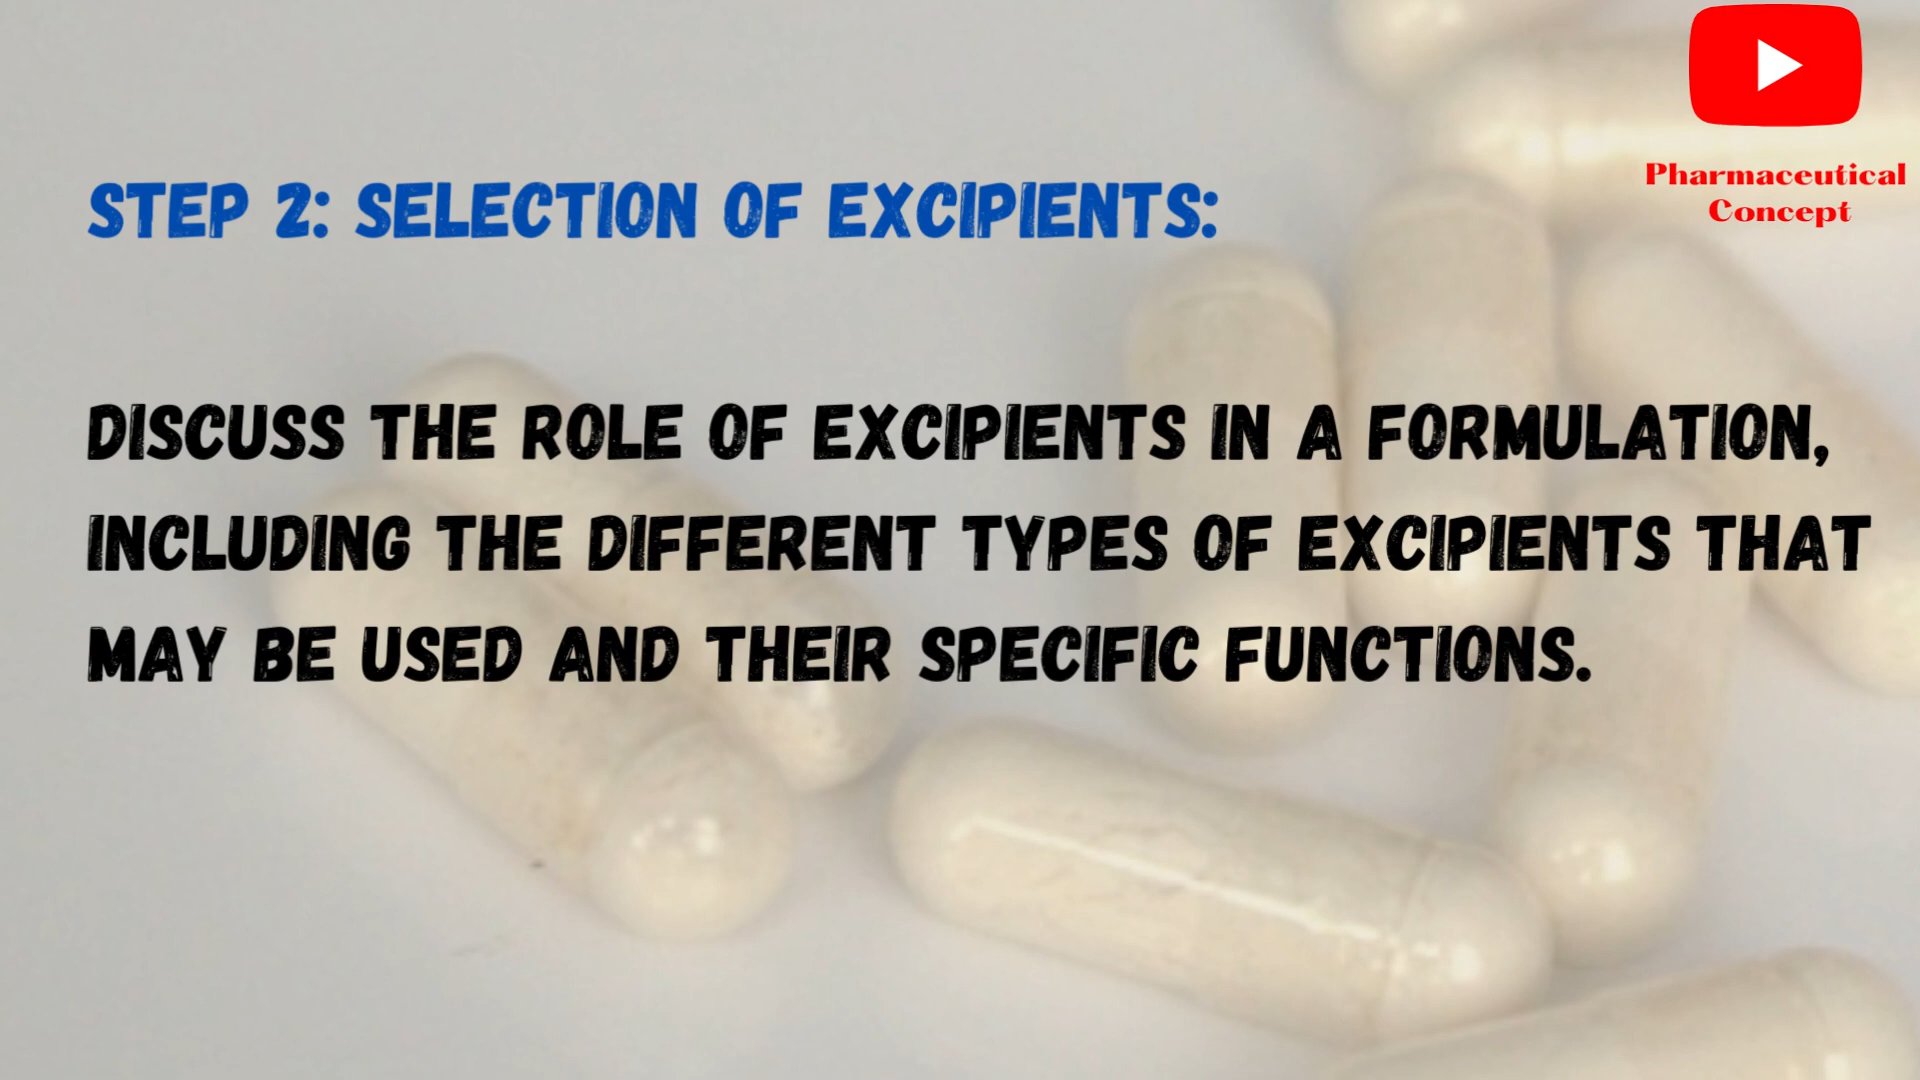 STEP 2: SELECTION OF EXCIPIENTS:
Pharmaceutical
Concept
DISCUSS THE ROLE OF EXCIPIENTS IN A FORMULATION,
INCLUDING THE DIFFERENT TYPES OF EXCIPIENTS THAT
MAY BE USED AND THEIR SPECIFIC FUNCTIONS.